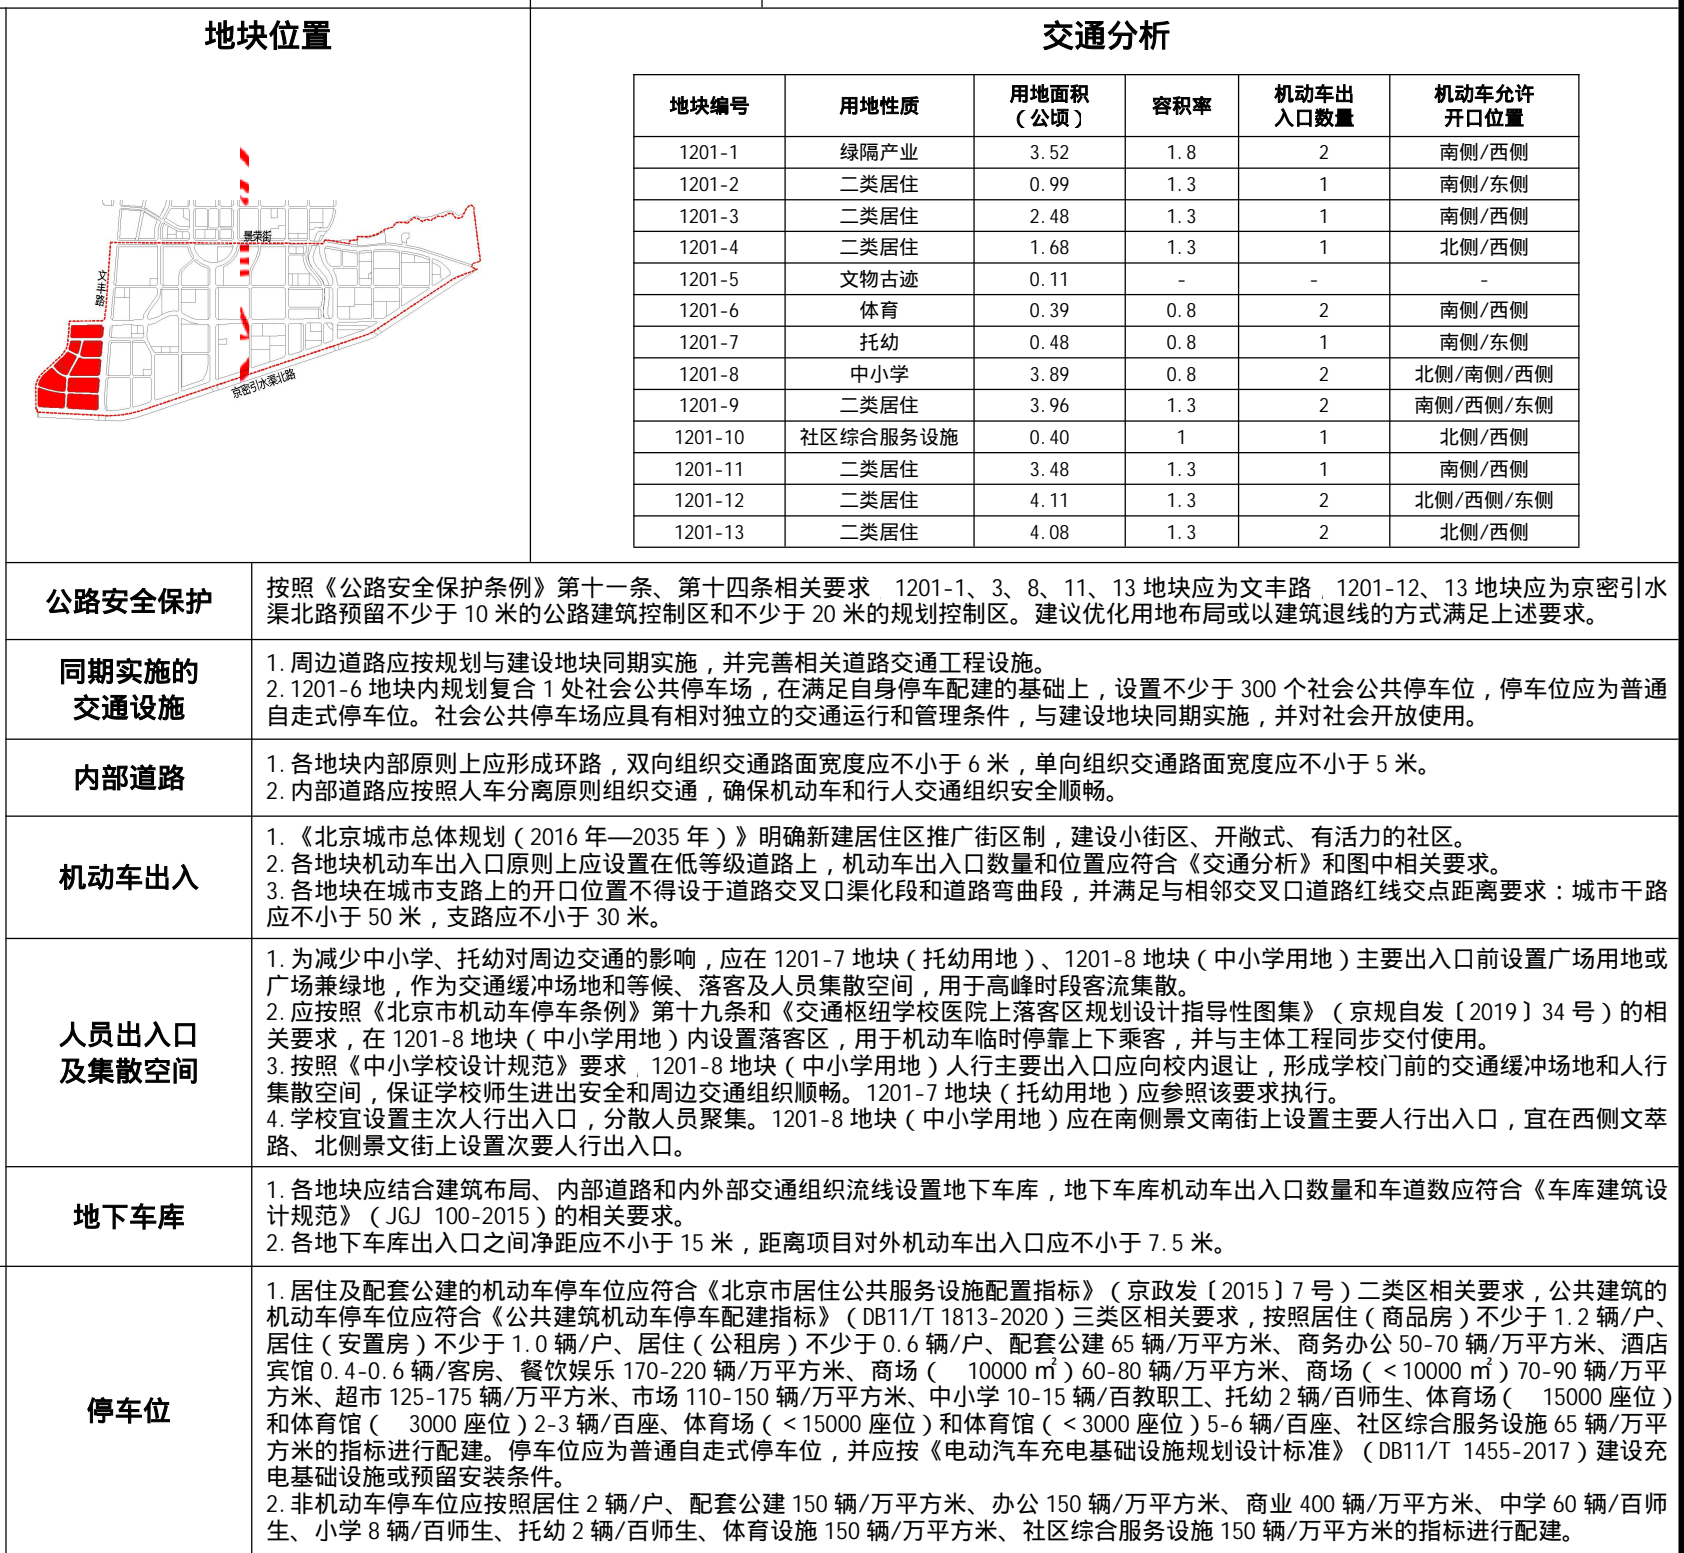 地块位置
交通分析
地块编号 用地性质 用地面积（公顷） 容积率 机动车出入口数量 机动车允许开口位置
1201-1 绿隔产业 3.52 1.8 2 南侧/西侧
1201-2 二类居住 0.99 1.3 1 南侧/东侧
1201-3 二类居住 2.48 1.3 1 南侧/西侧
1201-4 二类居住 1.68 1.3 1 北侧/西侧
1201-5 文物古迹 0.11 - - -
1201-6 体育 0.39 0.8 2 南侧/西侧
1201-7 托幼 0.48 0.8 1 南侧/东侧
1201-8 中小学 3.89 0.8 2 北侧/南侧/西侧
1201-9 二类居住 3.96 1.3 2 南侧/西侧/东侧
1201-10 社区综合服务设施 0.40 1 1 北侧/西侧
1201-11 二类居住 3.48 1.3 1 南侧/西侧
1201-12 二类居住 4.11 1.3 2 北侧/西侧/东侧
1201-13 二类居住 4.08 1.3 2 北侧/西侧
景荣街
文丰路
京密引水渠北路
公路安全保护
按照《公路安全保护条例》第十一条、第十四条相关要求，1201-1、3、8、11、13 地块应为文丰路，1201-12、13 地块应为京密引水
渠北路预留不少于 10 米的公路建筑控制区和不少于 20 米的规划控制区。建议优化用地布局或以建筑退线的方式满足上述要求。
同期实施的
交通设施
1.周边道路应按规划与建设地块同期实施，并完善相关道路交通工程设施。
2.1201-6 地块内规划复合 1 处社会公共停车场，在满足自身停车配建的基础上，设置不少于 300 个社会公共停车位，停车位应为普通
自走式停车位。社会公共停车场应具有相对独立的交通运行和管理条件，与建设地块同期实施，并对社会开放使用。
内部道路
1.各地块内部原则上应形成环路，双向组织交通路面宽度应不小于 6 米，单向组织交通路面宽度应不小于 5 米。
2.内部道路应按照人车分离原则组织交通，确保机动车和行人交通组织安全顺畅。
机动车出入
1.《北京城市总体规划（2016 年—2035 年）》明确新建居住区推广街区制，建设小街区、开敞式、有活力的社区。
2.各地块机动车出入口原则上应设置在低等级道路上，机动车出入口数量和位置应符合《交通分析》和图中相关要求。
3.各地块在城市支路上的开口位置不得设于道路交叉口渠化段和道路弯曲段，并满足与相邻交叉口道路红线交点距离要求：城市干路
应不小于 50 米，支路应不小于 30 米。
人员出入口
及集散空间
1.为减少中小学、托幼对周边交通的影响，应在 1201-7 地块（托幼用地）、1201-8 地块（中小学用地）主要出入口前设置广场用地或
广场兼绿地，作为交通缓冲场地和等候、落客及人员集散空间，用于高峰时段客流集散。
2.应按照《北京市机动车停车条例》第十九条和《交通枢纽学校医院上落客区规划设计指导性图集》（京规自发〔2019〕34 号）的相
关要求，在 1201-8 地块（中小学用地）内设置落客区，用于机动车临时停靠上下乘客，并与主体工程同步交付使用。
3.按照《中小学校设计规范》要求，1201-8 地块（中小学用地）人行主要出入口应向校内退让，形成学校门前的交通缓冲场地和人行
集散空间，保证学校师生进出安全和周边交通组织顺畅。1201-7 地块（托幼用地）应参照该要求执行。
4.学校宜设置主次人行出入口，分散人员聚集。1201-8 地块（中小学用地）应在南侧景文南街上设置主要人行出入口，宜在西侧文萃
路、北侧景文街上设置次要人行出入口。
地下车库
1.各地块应结合建筑布局、内部道路和内外部交通组织流线设置地下车库，地下车库机动车出入口数量和车道数应符合《车库建筑设
计规范》（JGJ 100-2015）的相关要求。
2.各地下车库出入口之间净距应不小于 15 米，距离项目对外机动车出入口应不小于 7.5 米。
停车位
1.居住及配套公建的机动车停车位应符合《北京市居住公共服务设施配置指标》（京政发〔2015〕7 号）二类区相关要求，公共建筑的
机动车停车位应符合《公共建筑机动车停车配建指标》（DB11/T 1813-2020）三类区相关要求，按照居住（商品房）不少于 1.2 辆/户、
居住（安置房）不少于 1.0 辆/户、居住（公租房）不少于 0.6 辆/户、配套公建 65 辆/万平方米、商务办公 50-70 辆/万平方米、酒店
宾馆 0.4-0.6 辆/客房、餐饮娱乐 170-220 辆/万平方米、商场（ 10000 ㎡）60-80 辆/万平方米、商场（<10000 ㎡）70-90 辆/万平
方米、超市 125-175 辆/万平方米、市场 110-150 辆/万平方米、中小学 10-15 辆/百教职工、托幼 2 辆/百师生、体育场（ 15000 座位）
和体育馆（ 3000 座位）2-3 辆/百座、体育场（<15000 座位）和体育馆（<3000 座位）5-6 辆/百座、社区综合服务设施 65 辆/万平
方米的指标进行配建。停车位应为普通自走式停车位，并应按《电动汽车充电基础设施规划设计标准》（DB11/T 1455-2017）建设充
电基础设施或预留安装条件。
2.非机动车停车位应按照居住 2 辆/户、配套公建 150 辆/万平方米、办公 150 辆/万平方米、商业 400 辆/万平方米、中学 60 辆/百师
生、小学 8 辆/百师生、托幼 2 辆/百师生、体育设施 150 辆/万平方米、社区综合服务设施 150 辆/万平方米的指标进行配建。